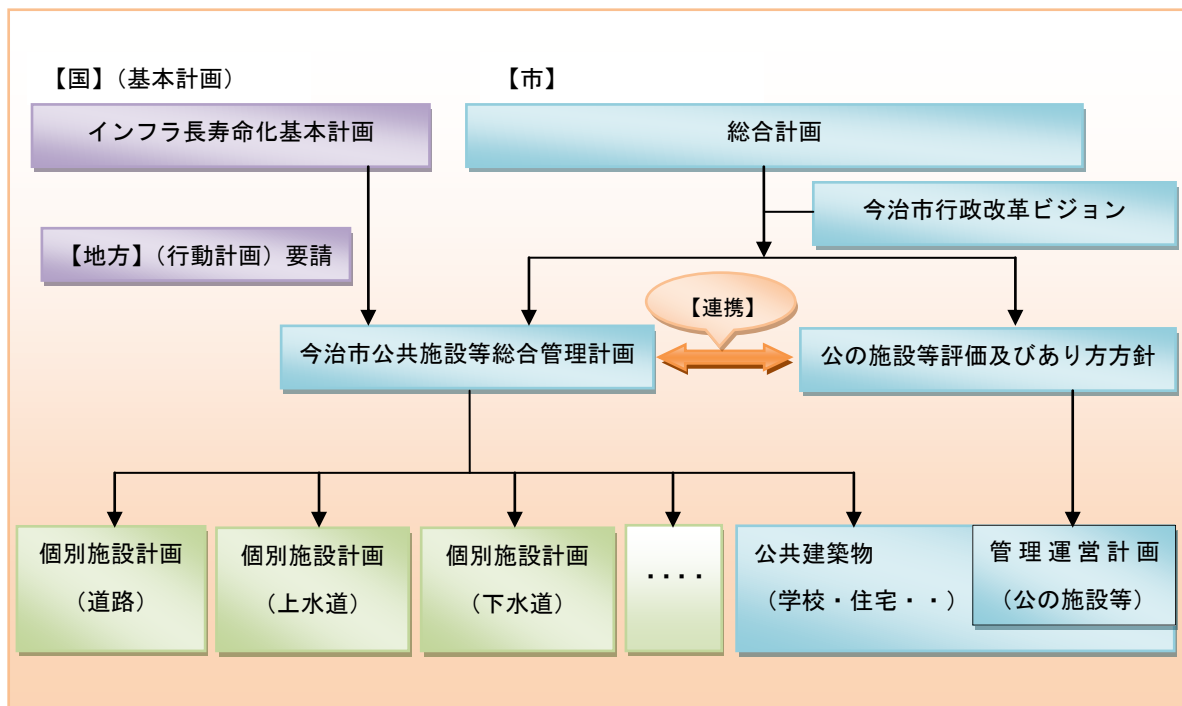 【国】（基本計画）
【市】
インフラ長寿命化基本計画
総合計画
今治市行政改革ビジョン
【地方】（行動計画）要請
【連携】
今治市公共施設等総合管理計画
公の施設等評価及びあり方方針
個別施設計画
（道路）
個別施設計画
（上水道）
個別施設計画
（下水道）
・・・・
公共建築物
（学校・住宅・・）
管理運営計画
（公の施設等）